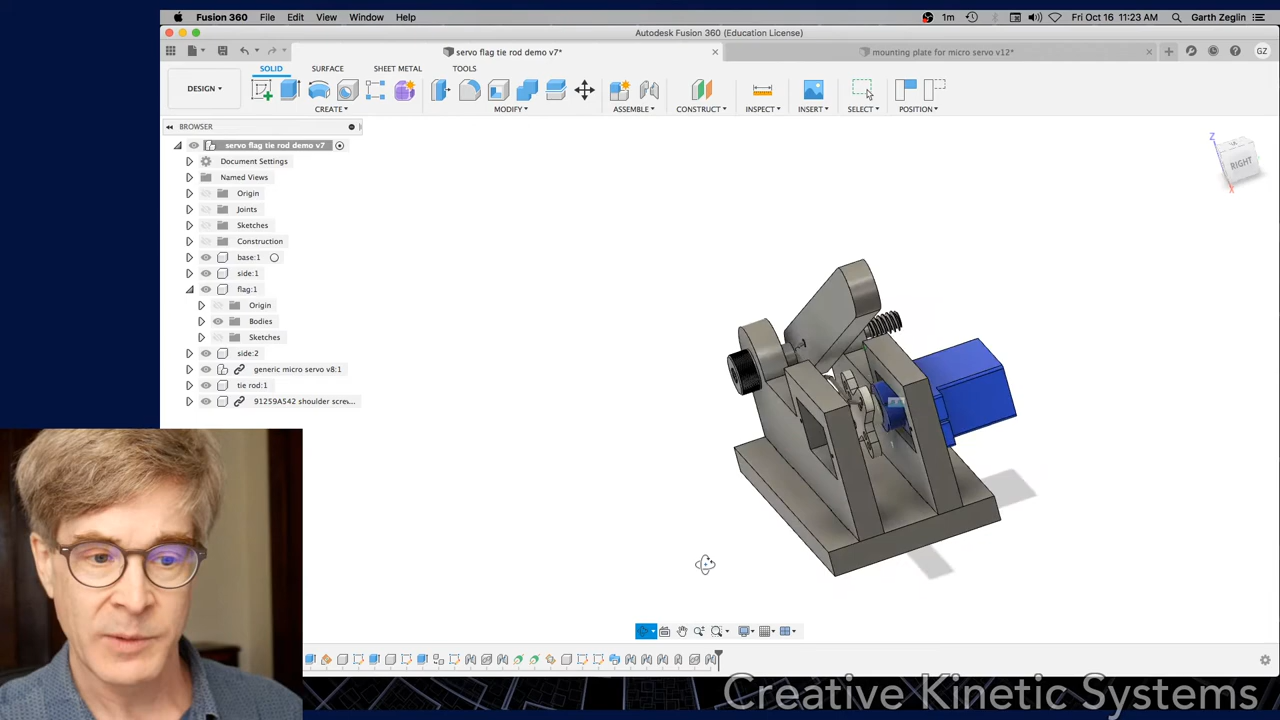 Fusion 360 File Edit View Window Help 1m Fri Oct 16 11:23 AM Garth Zeglin
Autodesk Fusion 360 (Education License)
servo flag tie rod demo v7* mounting plate for micro servo v12*
GZ
SOLID SURFACE SHEET METAL TOOLS
DESIGN
CREATE MODIFY ASSEMBLE CONSTRUCT INSPECT INSERT SELECT POSITION
BROWSER
servo flag tie rod demo v7
Document Settings
Named Views
Origin
Joints
Sketches
Construction
base:1
side:1
flag:1
Origin
Bodies
Sketches
side:2
generic micro servo v8:1
tie rod:1
91259A542 shoulder scre...
Z
RIGHT
X
Creative Kinetic Systems